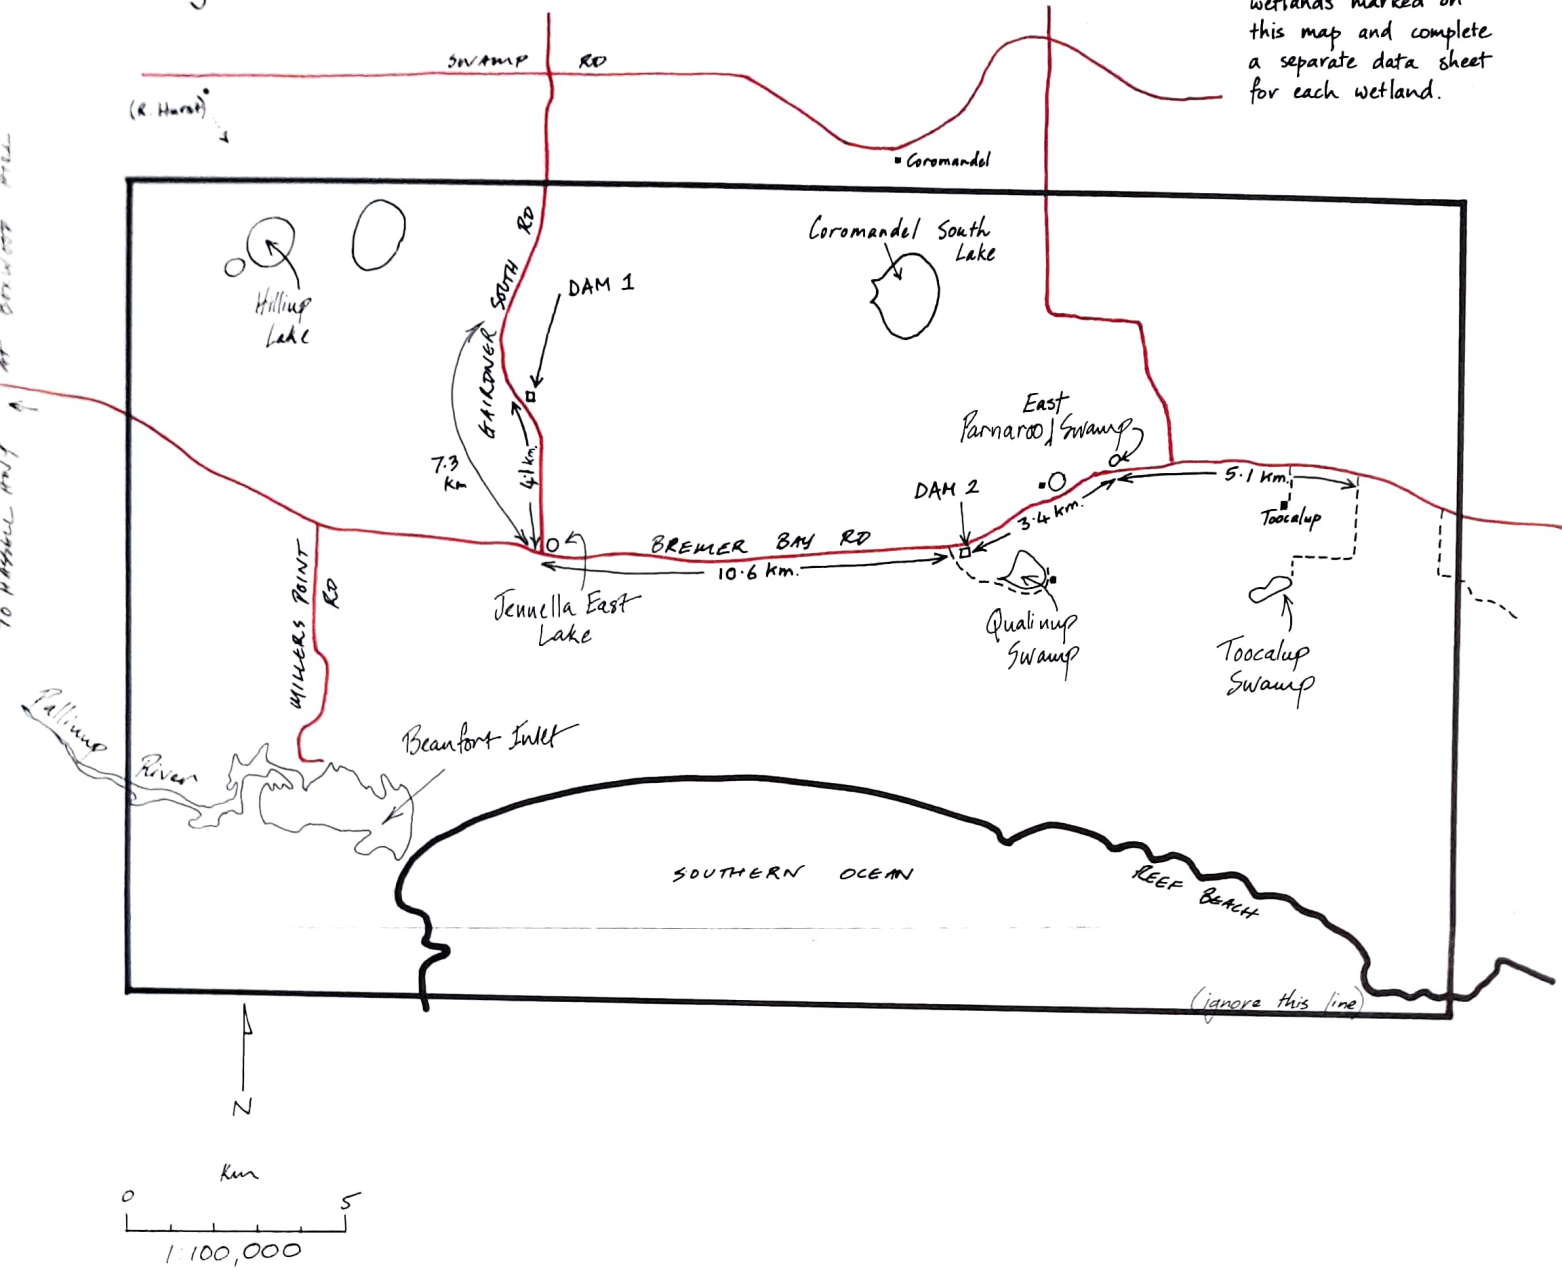 wetlands marked on
this map and complete
a separate data sheet
for each wetland.
SWAMP RD
(R. Hurst)
Coromandel
TO HASSELL HWY AT BOXWOOD HILL
Hillup
Lake
GAIRDNER SOUTH RD
DAM 1
Coromandel South
Lake
7.3
km
4.1 km.
East
Parnaroo Swamp
DAM 2
3.4 km.
5.1 km.
Toocalup
BREMER BAY RD
10.6 km.
Jennella East
Lake
Qualinup
Swamp
Toocalup
Swamp
MILLERS POINT
RD
Pallinup
River
Beaufort Inlet
SOUTHERN OCEAN
REEF BEACH
(ignore this line)
N
Km
0 5
1:100,000